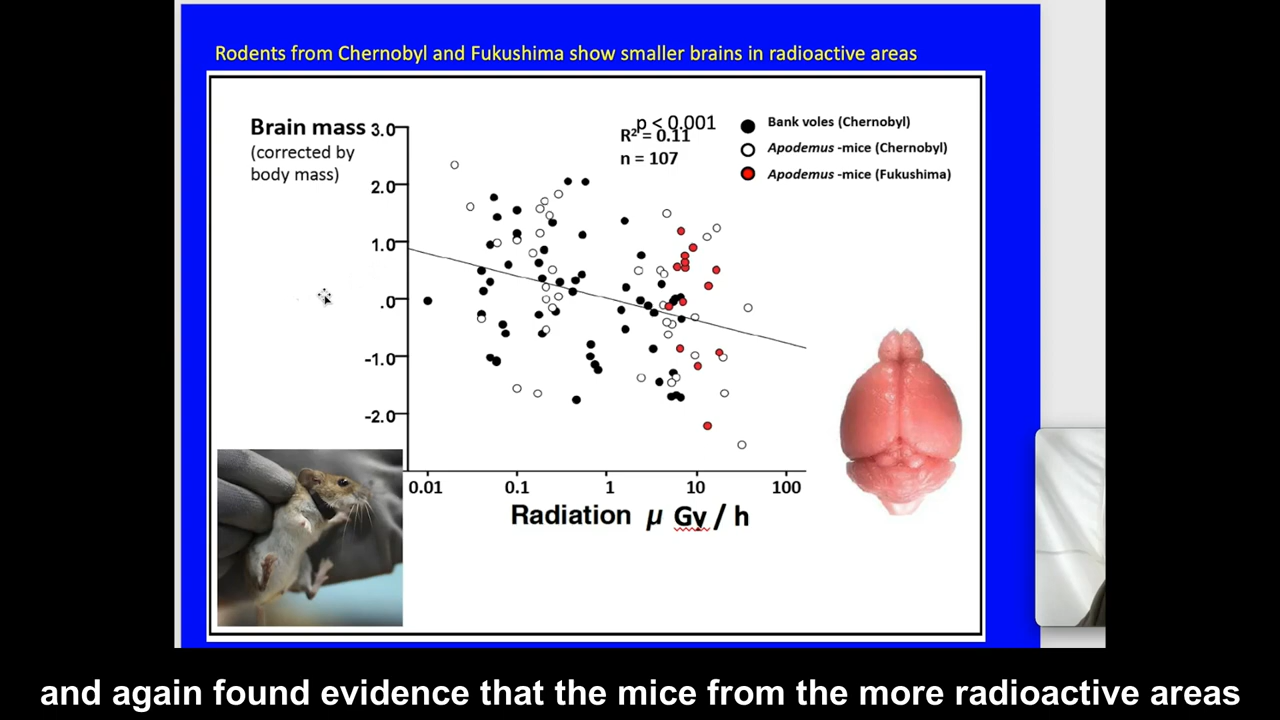 Rodents from Chernobyl and Fukushima show smaller brains in radioactive areas
Brain mass
(corrected by
body mass)
3.0
2.0
1.0
.0
-1.0
-2.0
p < 0.001
R² = 0.11
n = 107
Bank voles (Chernobyl)
Apodemus -mice (Chernobyl)
Apodemus -mice (Fukushima)
0.01 0.1 1 10 100
Radiation µ Gy / h
and again found evidence that the mice from the more radioactive areas